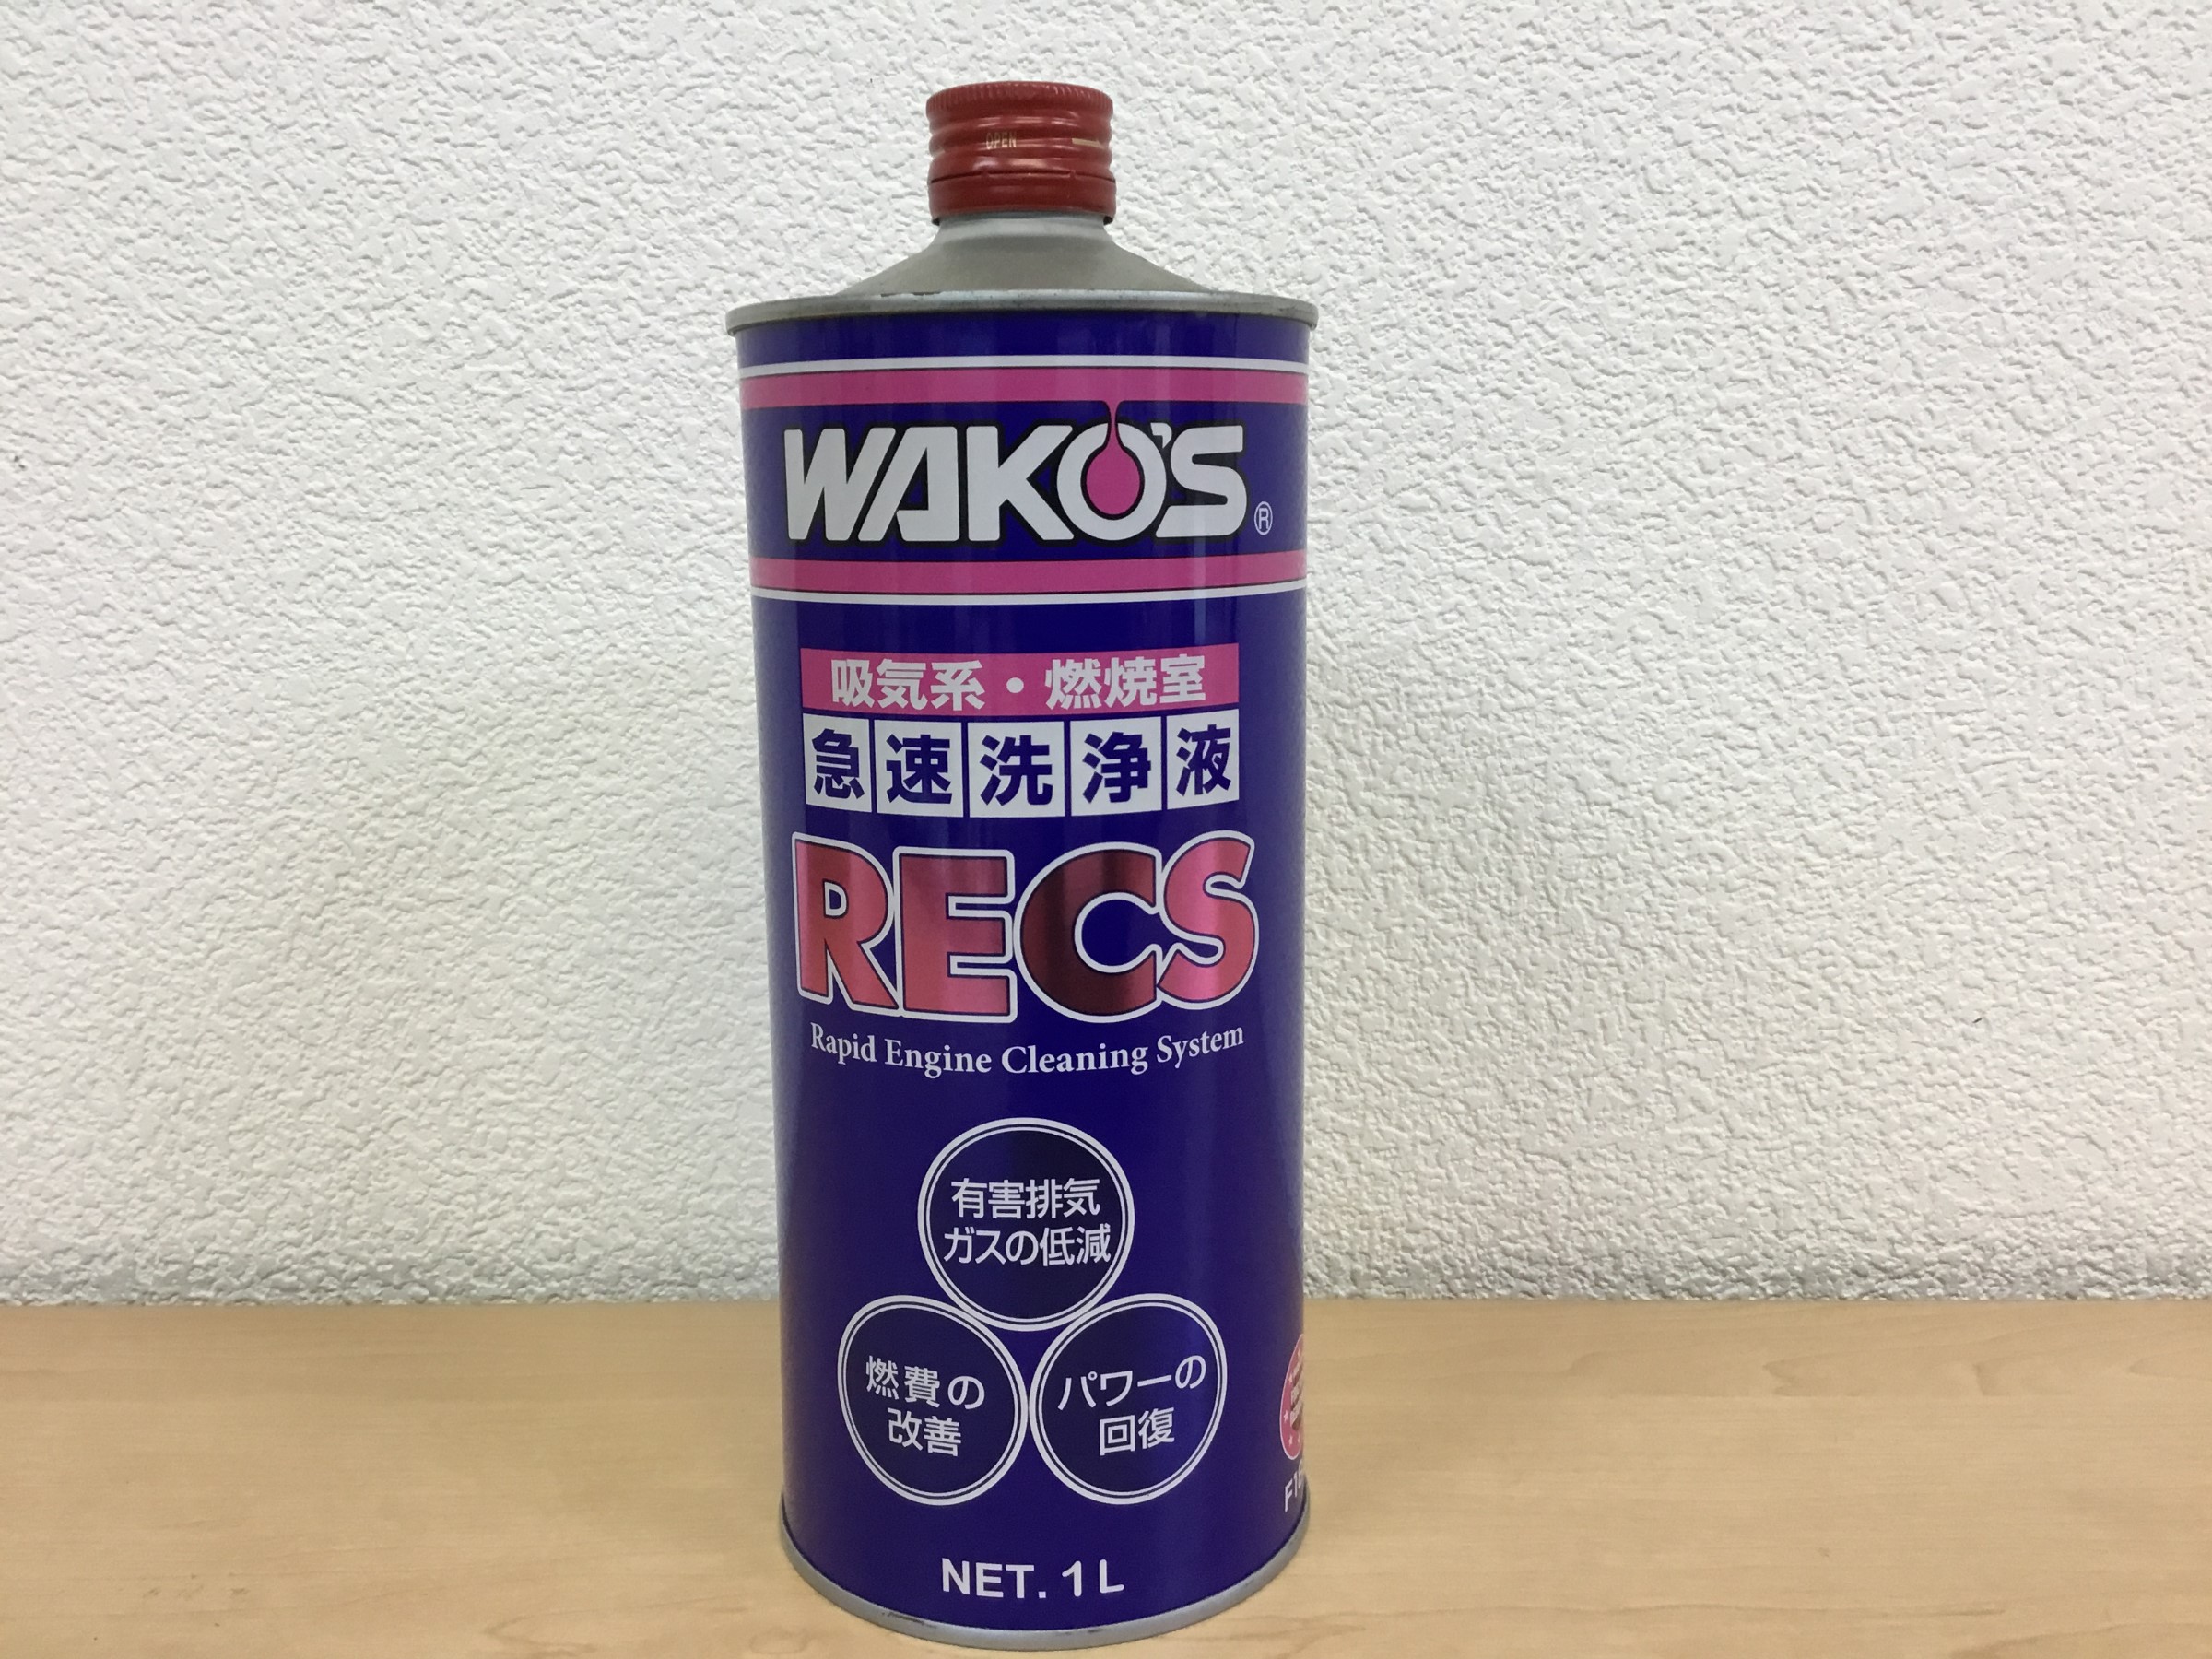 OPEN
WAKO'S®
吸気系・燃焼室
急速洗浄液
RECS
Rapid Engine Cleaning System
有害排気
ガスの低減
燃費の
改善
パワーの
回復
NET. 1L